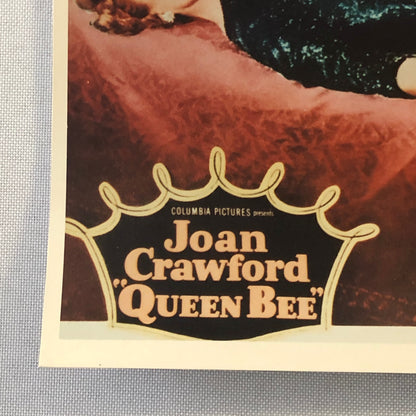 COLUMBIA PICTURES presents
Joan
Crawford
"QUEEN BEE"